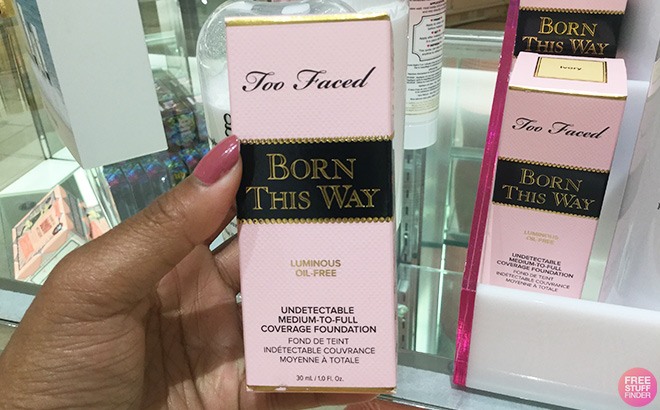 Too Faced
BORN
THIS WAY
LUMINOUS
OIL-FREE
UNDETECTABLE
MEDIUM-TO-FULL
COVERAGE FOUNDATION
FOND DE TEINT
INDÉTECTABLE COUVRANCE
MOYENNE À TOTALE
30 mL / 1.0 Fl. Oz.
BORN
THIS WAY
Ivory
Too Faced
BORN
THIS WAY
LUMINOUS
OIL-FREE
UNDETECTABLE
MEDIUM-TO-FULL
COVERAGE FOUNDATION
FOND DE TEINT
INDÉTECTABLE COUVRANCE
MOYENNE À TOTALE
FREE
STUFF
FINDER